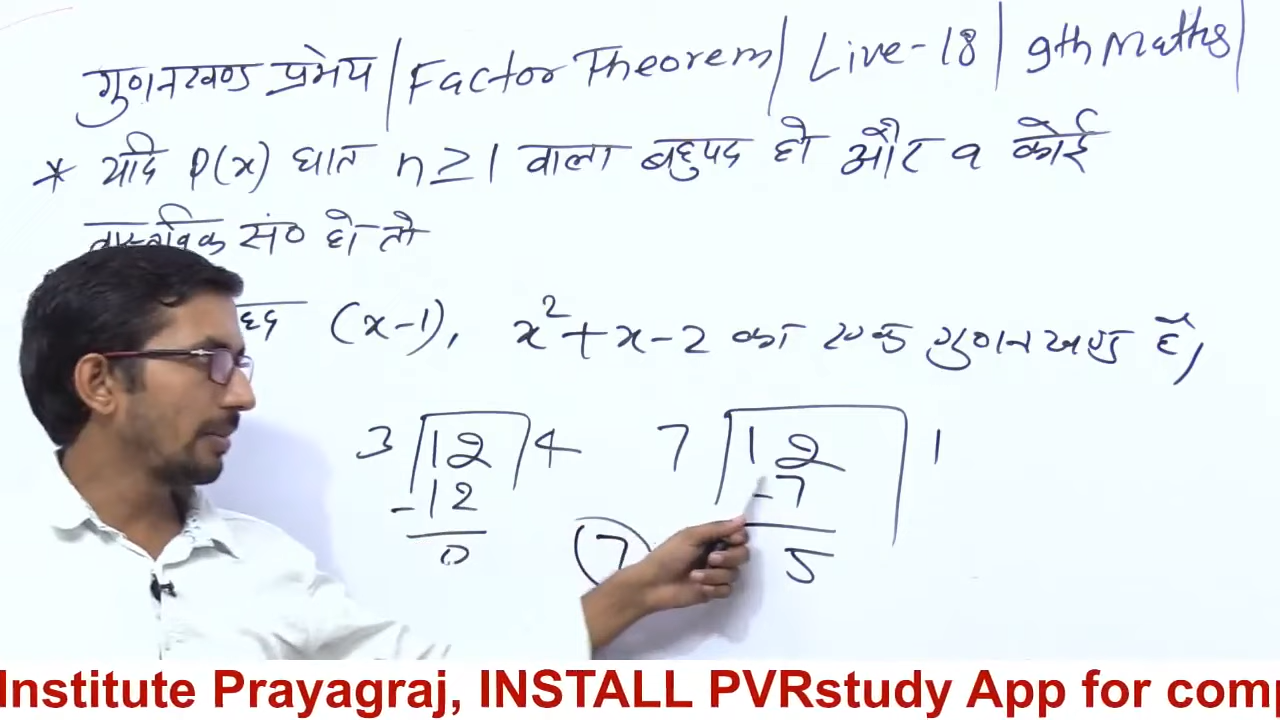 गुणनखण्ड प्रमेय | Factor Theorem | Live-18 | 9th Maths |
* यदि P(x) घात n ≥ 1 वाला बहुपद हो और a कोई
वास्तविक सं० हो तो
(x-1), x²+x-2 का एक गुणनखण्ड है,
3 12 4
-12
0
7
7 12 1
-7
5
Institute Prayagraj, INSTALL PVRstudy App for comp